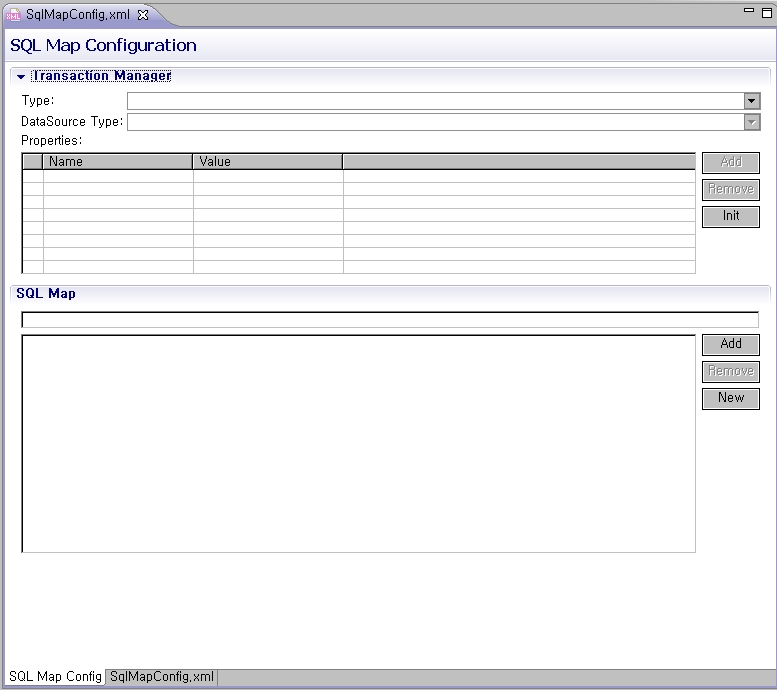 SqlMapConfig.xml
SQL Map Configuration
Transaction Manager
Type:
DataSource Type:
Properties:
Name Value
Add
Remove
Init
SQL Map
Add
Remove
New
SQL Map Config SqlMapConfig.xml